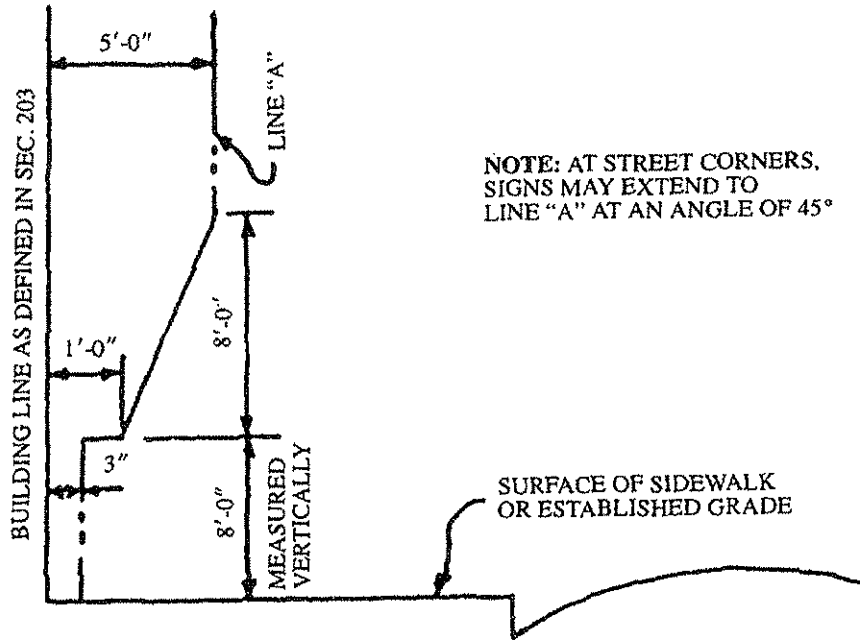 5'-0"
LINE "A"
BUILDING LINE AS DEFINED IN SEC. 203
NOTE: AT STREET CORNERS,
SIGNS MAY EXTEND TO
LINE "A" AT AN ANGLE OF 45°
8'-0'
1'-0"
3"
8'-0"
MEASURED
VERTICALLY
SURFACE OF SIDEWALK
OR ESTABLISHED GRADE